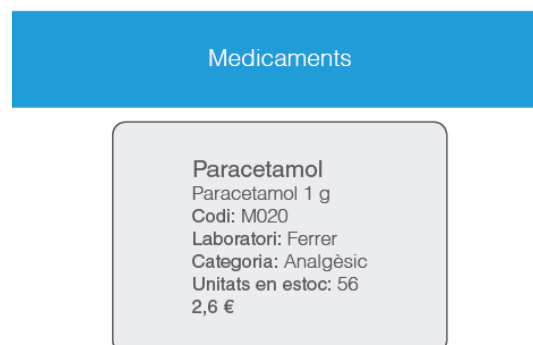 Medicaments
Paracetamol
Paracetamol 1 g
Codi: M020
Laboratori: Ferrer
Categoria: Analgèsic
Unitats en estoc: 56
2,6 €